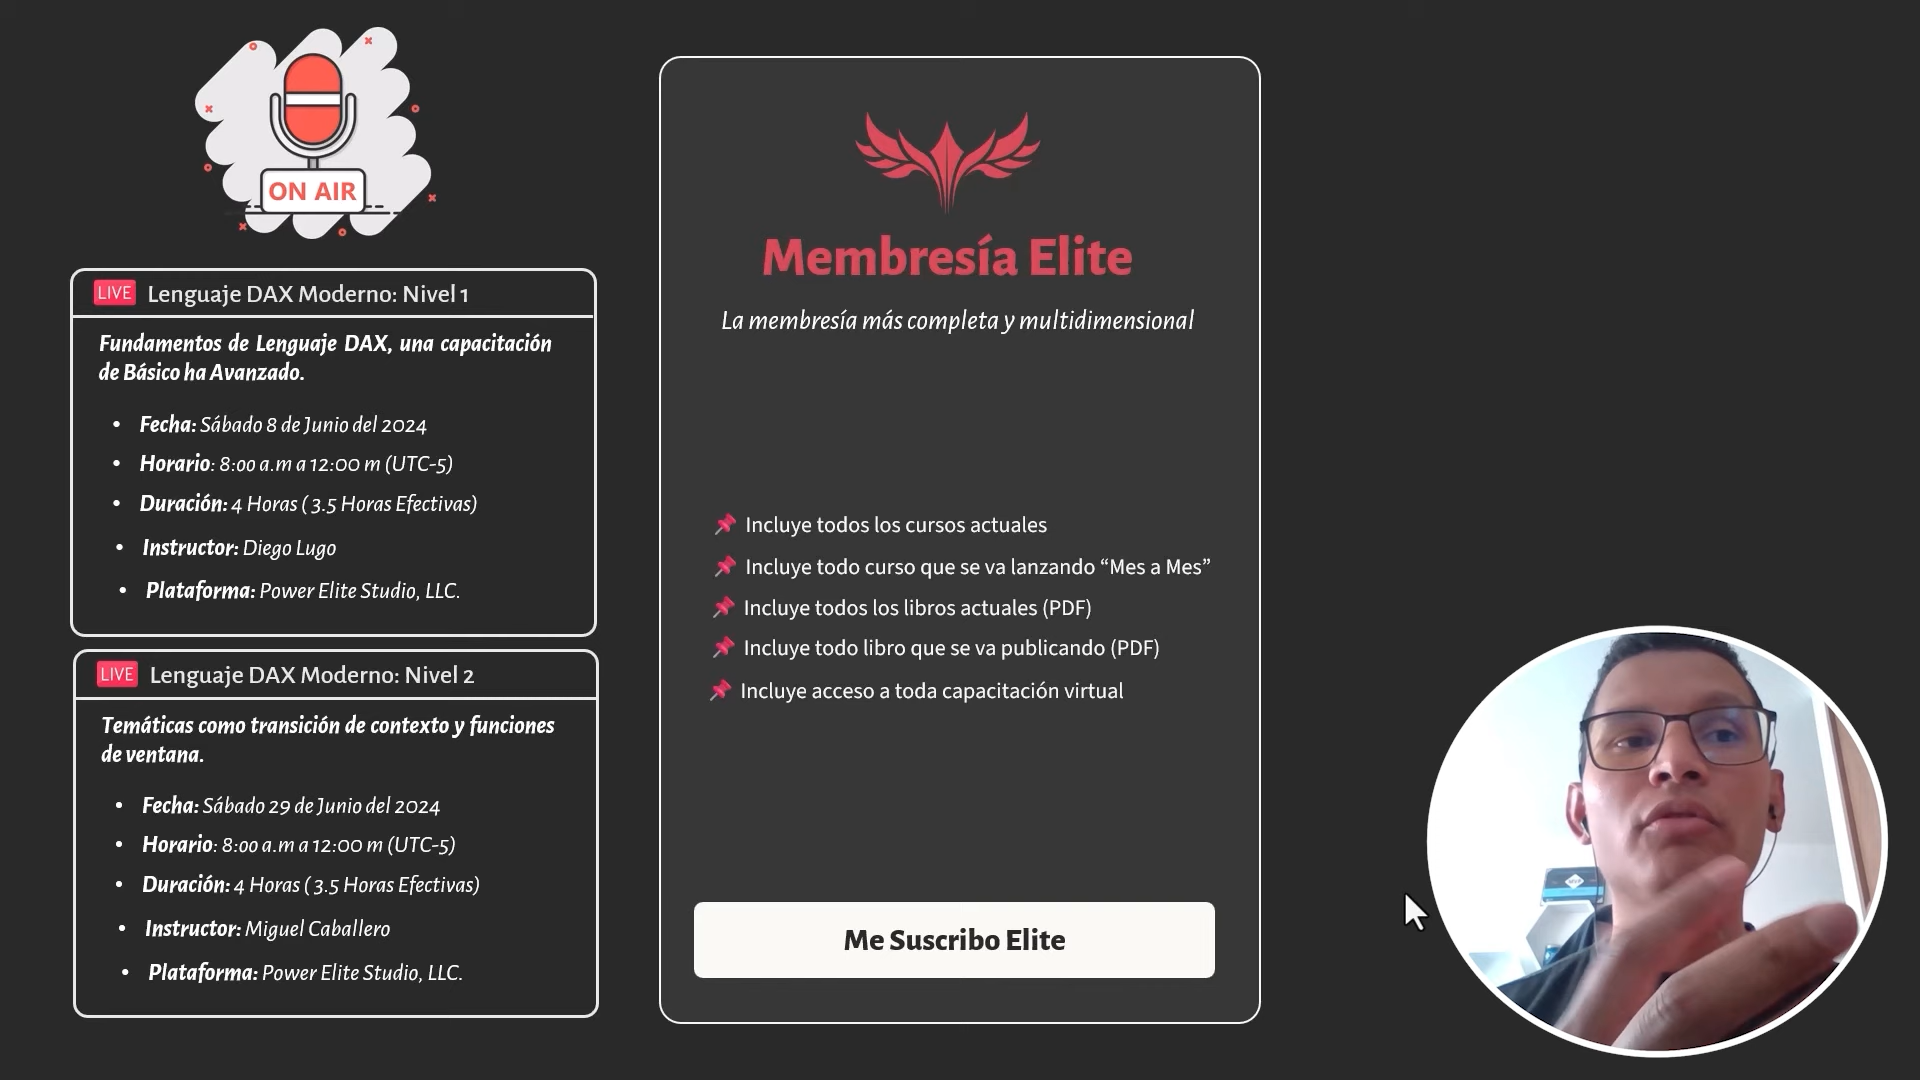 ON AIR
LIVE Lenguaje DAX Moderno: Nivel 1
Fundamentos de Lenguaje DAX, una capacitación
de Básico ha Avanzado.
• Fecha: Sábado 8 de Junio del 2024
• Horario: 8:00 a.m a 12:00 m (UTC-5)
• Duración: 4 Horas ( 3.5 Horas Efectivas)
• Instructor: Diego Lugo
• Plataforma: Power Elite Studio, LLC.
LIVE Lenguaje DAX Moderno: Nivel 2
Temáticas como transición de contexto y funciones
de ventana.
• Fecha: Sábado 29 de Junio del 2024
• Horario: 8:00 a.m a 12:00 m (UTC-5)
• Duración: 4 Horas ( 3.5 Horas Efectivas)
• Instructor: Miguel Caballero
• Plataforma: Power Elite Studio, LLC.
Membresía Elite
La membresía más completa y multidimensional
📌 Incluye todos los cursos actuales
📌 Incluye todo curso que se va lanzando “Mes a Mes”
📌 Incluye todos los libros actuales (PDF)
📌 Incluye todo libro que se va publicando (PDF)
📌 Incluye acceso a toda capacitación virtual
Me Suscribo Elite